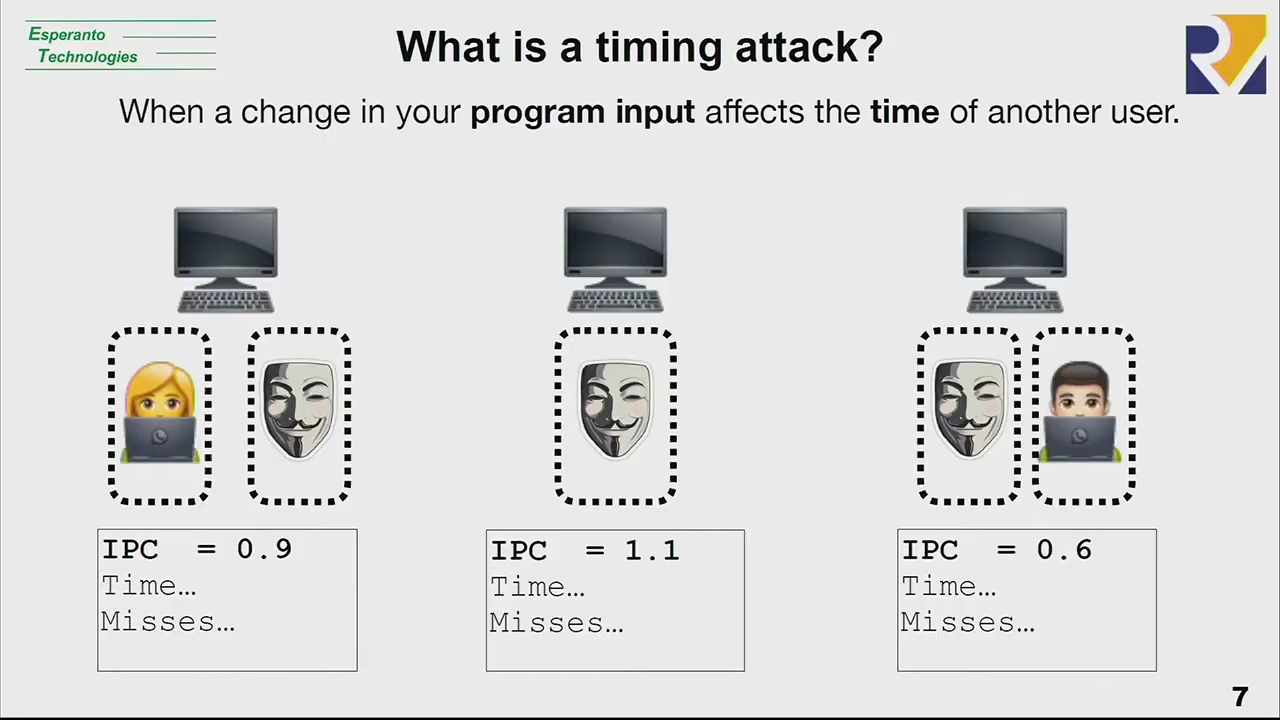 Esperanto
Technologies
What is a timing attack?
When a change in your program input affects the time of another user.
IPC = 0.9
Time…
Misses…
IPC = 1.1
Time…
Misses…
IPC = 0.6
Time…
Misses…
7